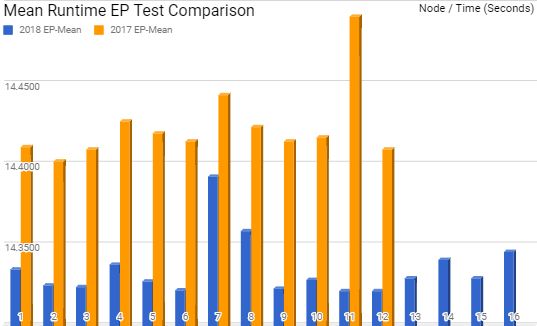 Mean Runtime EP Test Comparison
Node / Time (Seconds)
2018 EP-Mean
2017 EP-Mean
14.4500
14.4000
14.3500
1 2 3 4 5 6 7 8 9 10 11 12 13 14 15 16